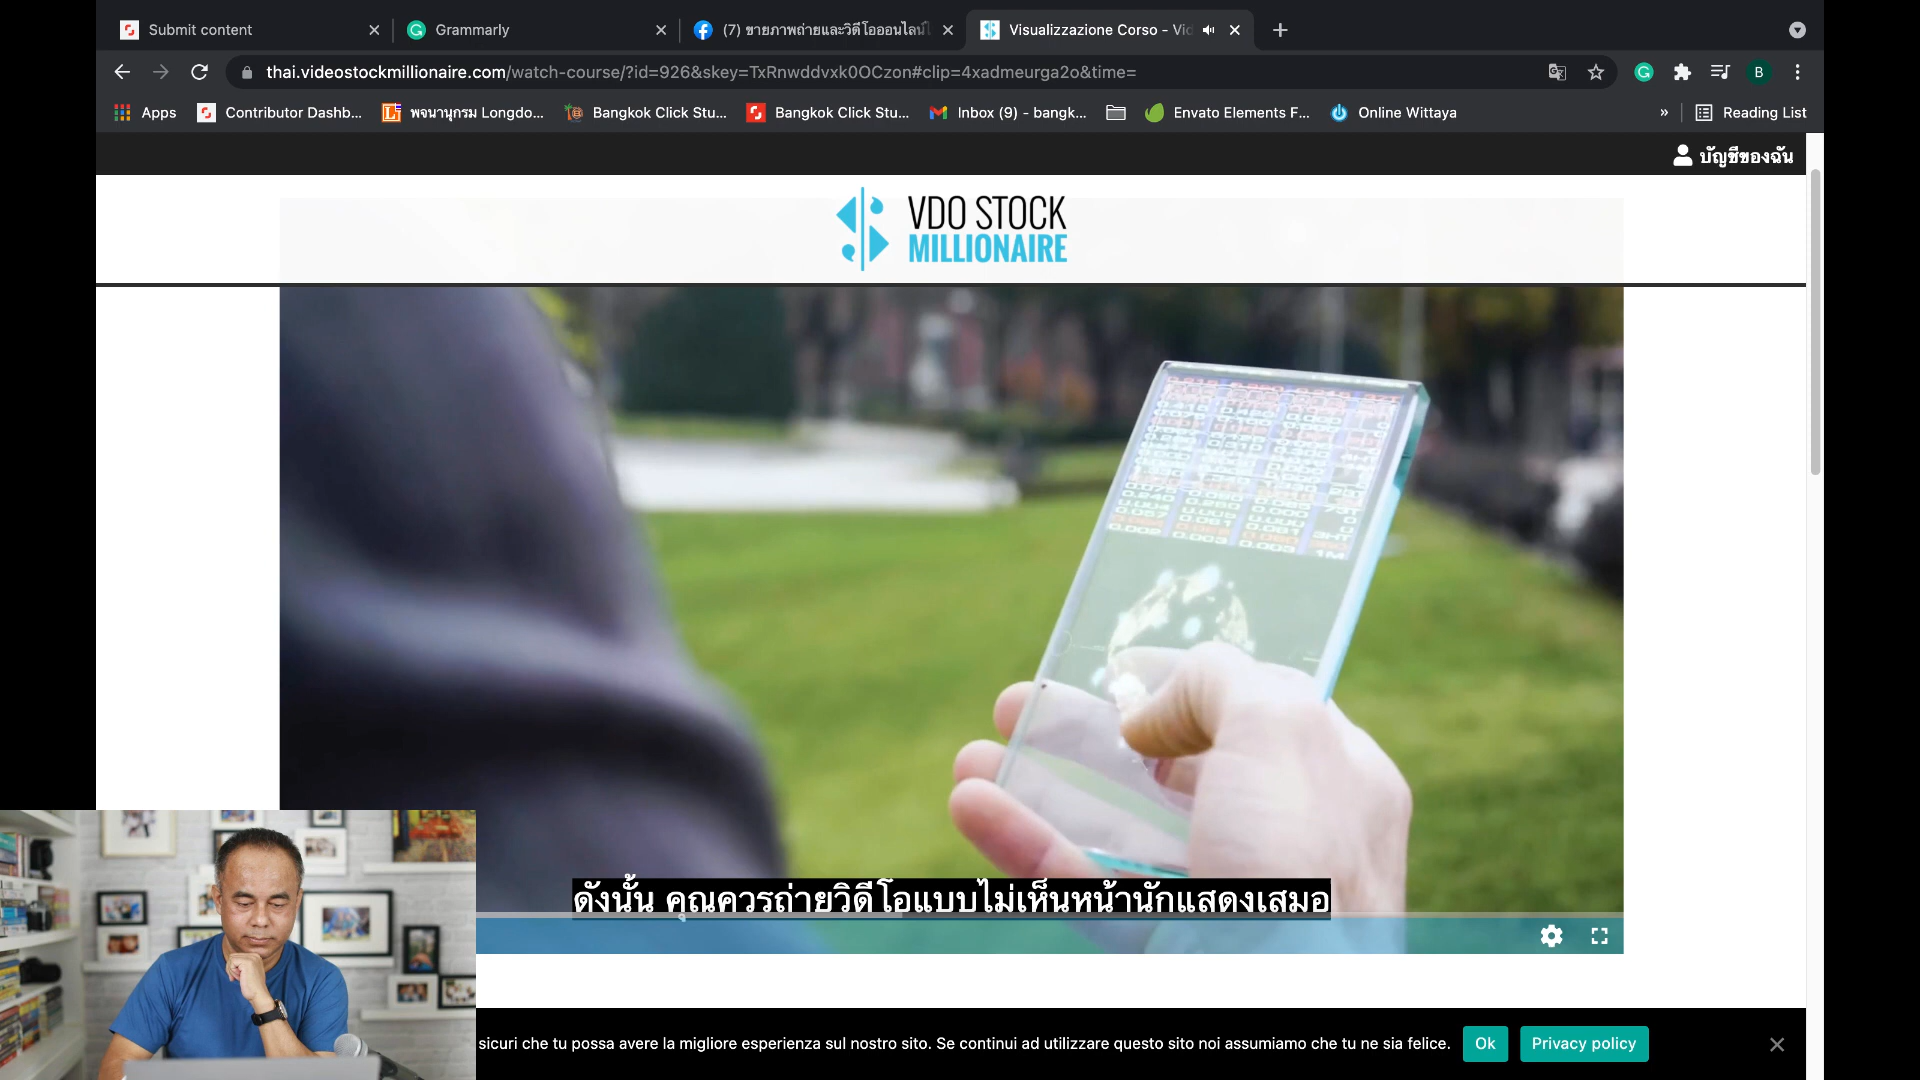 Submit content
Grammarly
(7) ขายภาพถ่ายและวิดีโอออนไลน์
Visualizzazione Corso - Vid
thai.videostockmillionaire.com/watch-course/?id=926&skey=TxRnwddvxk0OCzon#clip=4xadmeurga2o&time=
B
Apps
Contributor Dashb...
พจนานุกรม Longdo...
Bangkok Click Stu...
Bangkok Click Stu...
Inbox (9) - bangk...
Envato Elements F...
Online Wittaya
»
Reading List
บัญชีของฉัน
VDO STOCK
MILLIONAIRE
ดังนั้น คุณควรถ่ายวิดีโอแบบไม่เห็นหน้านักแสดงเสมอ
sicuri che tu possa avere la migliore esperienza sul nostro sito. Se continui ad utilizzare questo sito noi assumiamo che tu ne sia felice.
Ok
Privacy policy